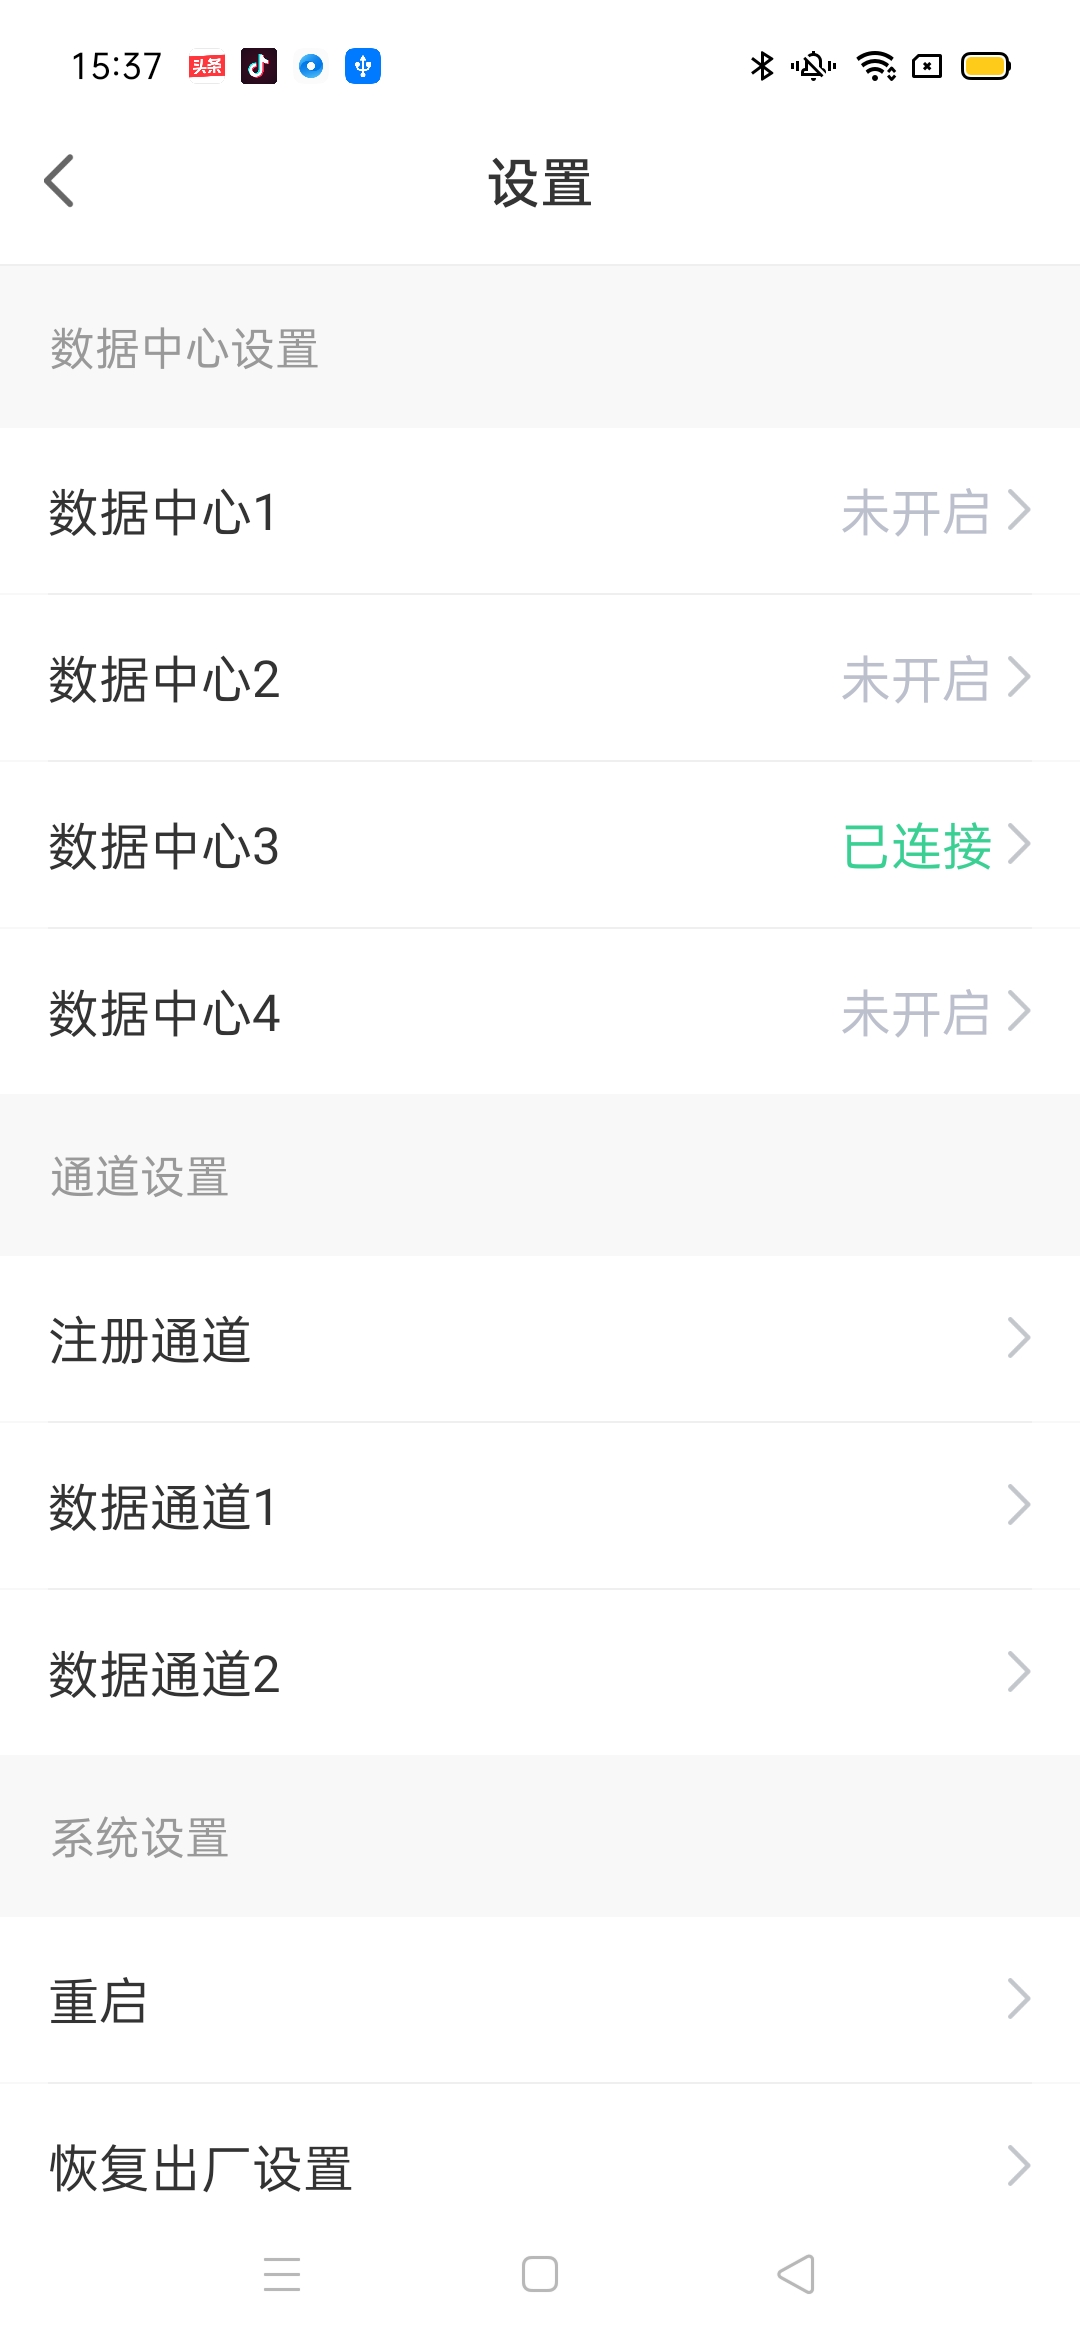 15:37 头条
设置
数据中心设置
数据中心1 未开启
数据中心2 未开启
数据中心3 已连接
数据中心4 未开启
通道设置
注册通道
数据通道1
数据通道2
系统设置
重启
恢复出厂设置